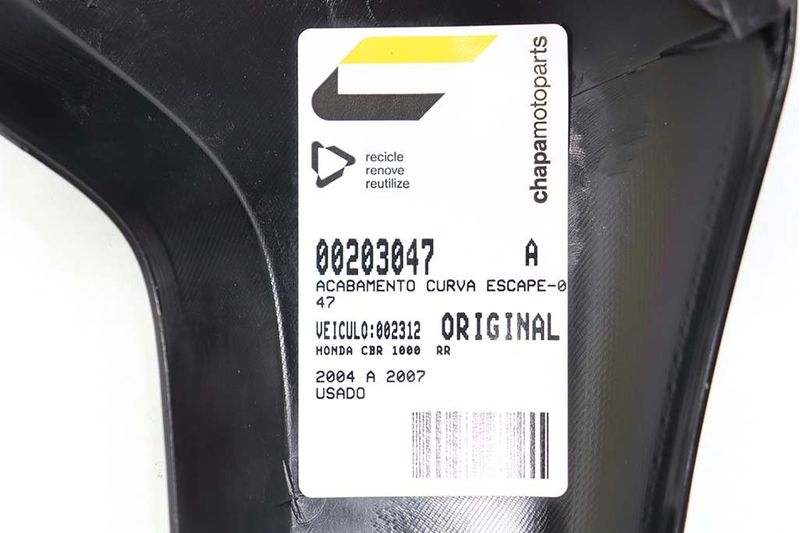 chapamotoparts
recicle
renove
reutilize
00203047 A
ACABAMENTO CURVA ESCAPE-0
47
VEICULO:002312 ORIGINAL
HONDA CBR 1000 RR
2004 A 2007
USADO